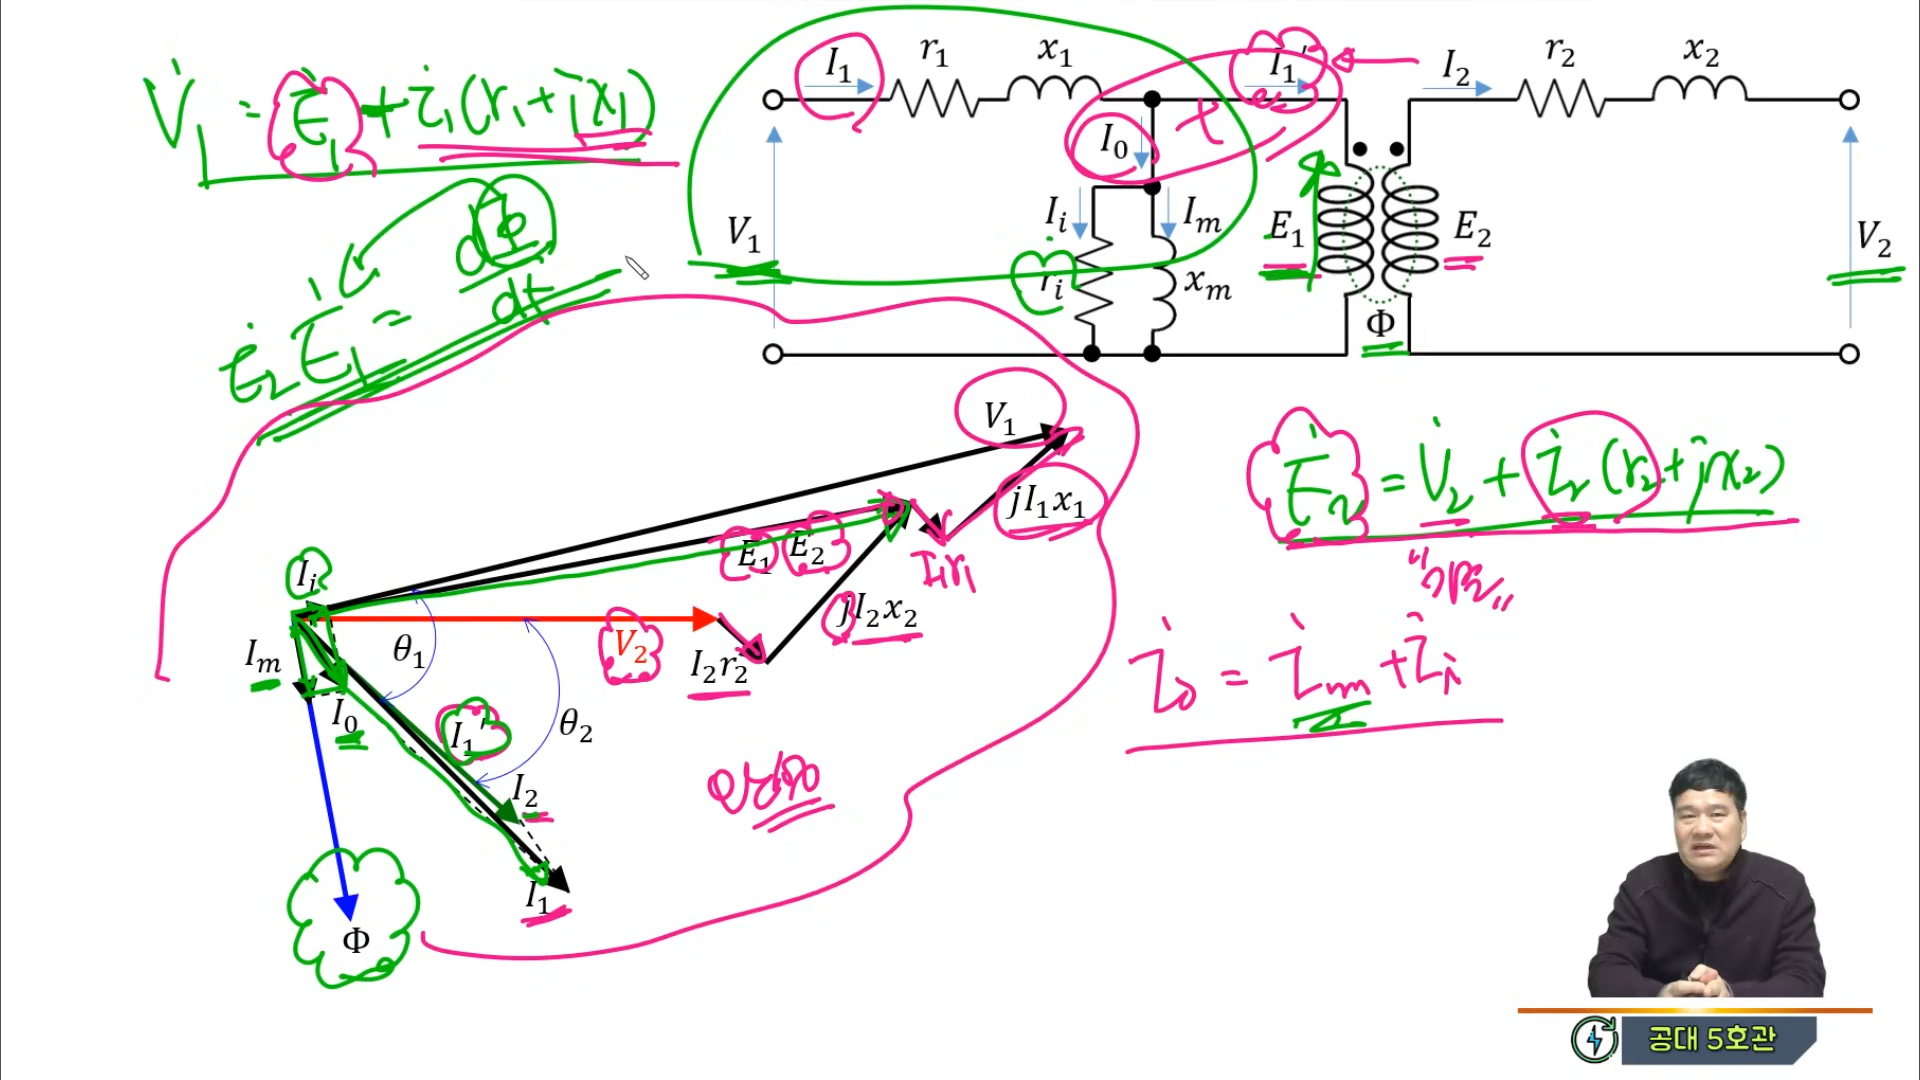 V̇₁ = Ė₁ + İ₁(r₁+jx₁)
Ė₂ Ė₁ = dΦ/dt
I₁ r₁ x₁ I₁′ I₂ r₂ x₂
I₀
V₁ Iᵢ Iₘ E₁ E₂ V₂
rᵢ xₘ
Φ
V₁
jI₁x₁
E₁ E₂
I₁r₁
Iᵢ
jI₂x₂
Iₘ θ₁ V₂ I₂r₂
I₀ I₁′ θ₂
I₂
I₁
Φ
Ė₂ = V̇₂ + İ₂(r₂+jx₂)
İ₀ = İₘ + İᵢ
공대 5호관